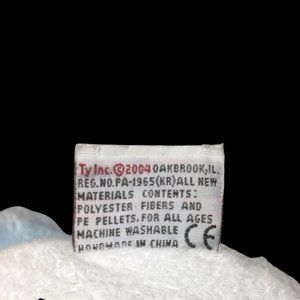 Ty Inc.©2004 OAKBROOK,IL.
REG.NO.PA-1965(KR)ALL NEW
MATERIALS CONTENTS:
POLYESTER FIBERS AND
PE PELLETS.FOR ALL AGES
MACHINE WASHABLE CE
HANDMADE IN CHINA